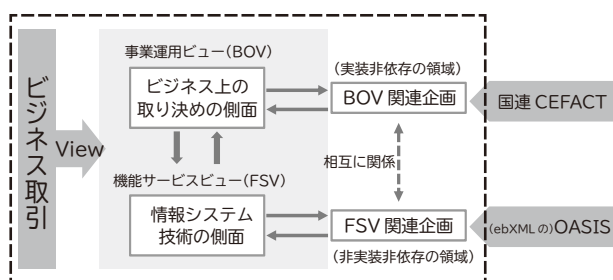 ビジネス取引
View
事業運用ビュー(BOV)
ビジネス上の
取り決めの側面
機能サービスビュー(FSV)
情報システム
技術の側面
(実装非依存の領域)
BOV 関連企画
相互に関係
FSV 関連企画
(非実装非依存の領域)
国連 CEFACT
(ebXML の)OASIS